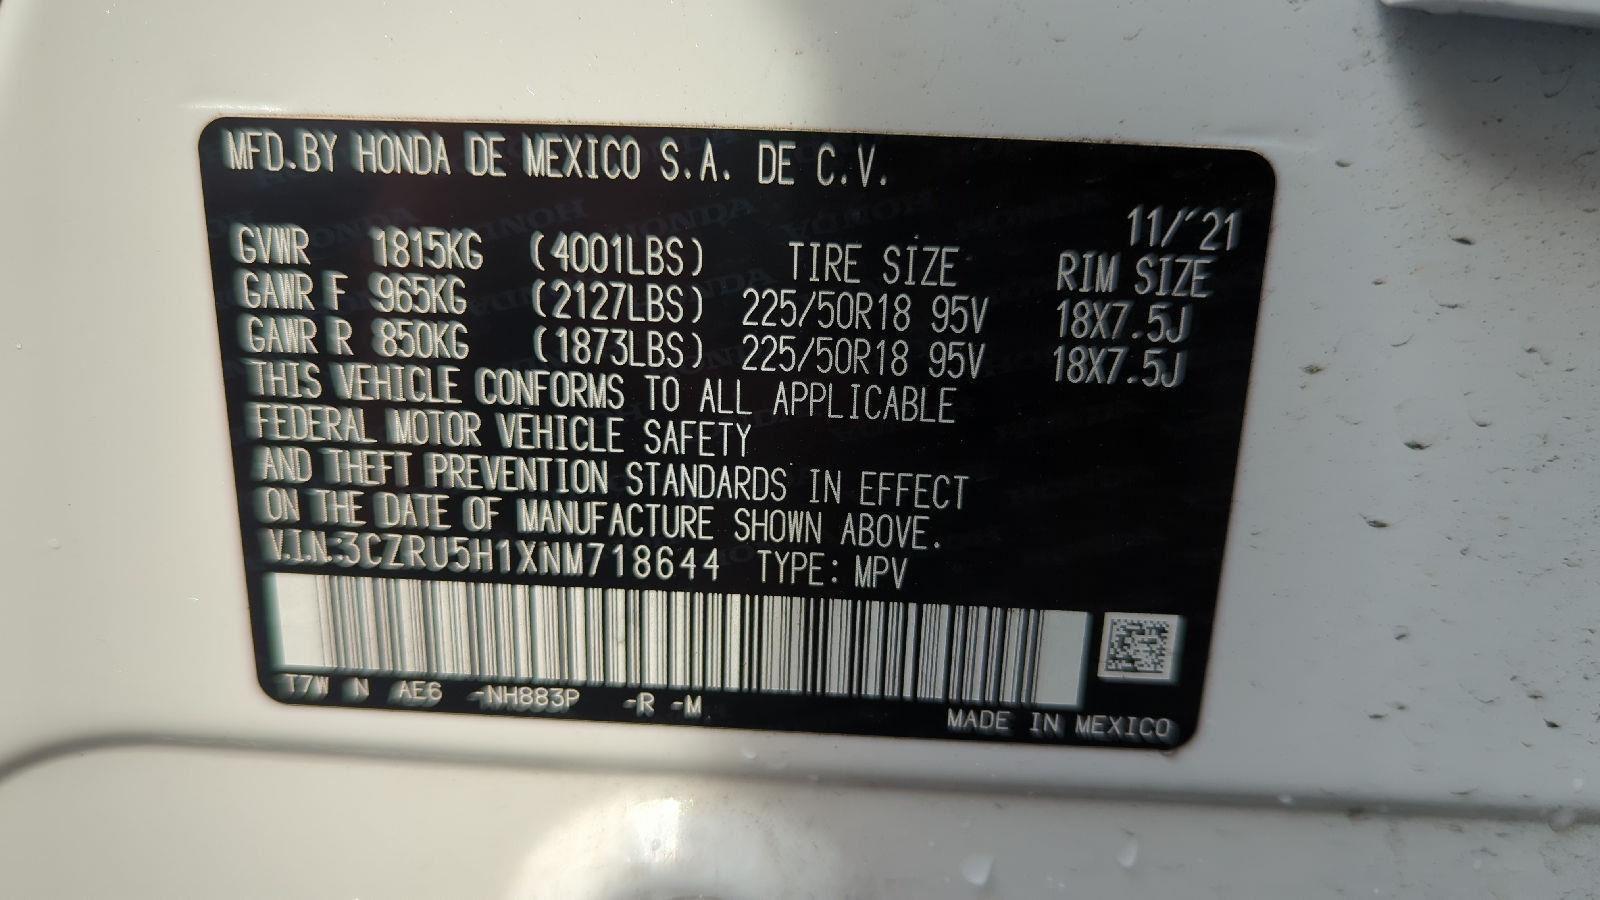 MFD.BY HONDA DE MEXICO S.A. DE C.V.
11/'21
GVWR 1815KG (4001LBS) TIRE SIZE RIM SIZE
GAWR F 965KG (2127LBS) 225/50R18 95V 18X7.5J
GAWR R 850KG (1873LBS) 225/50R18 95V 18X7.5J
THIS VEHICLE CONFORMS TO ALL APPLICABLE
FEDERAL MOTOR VEHICLE SAFETY
AND THEFT PREVENTION STANDARDS IN EFFECT
ON THE DATE OF MANUFACTURE SHOWN ABOVE.
V.I.N.:3CZRU5H1XNM718644 TYPE: MPV
T7W N AE6 -NH883P -R -M
MADE IN MEXICO